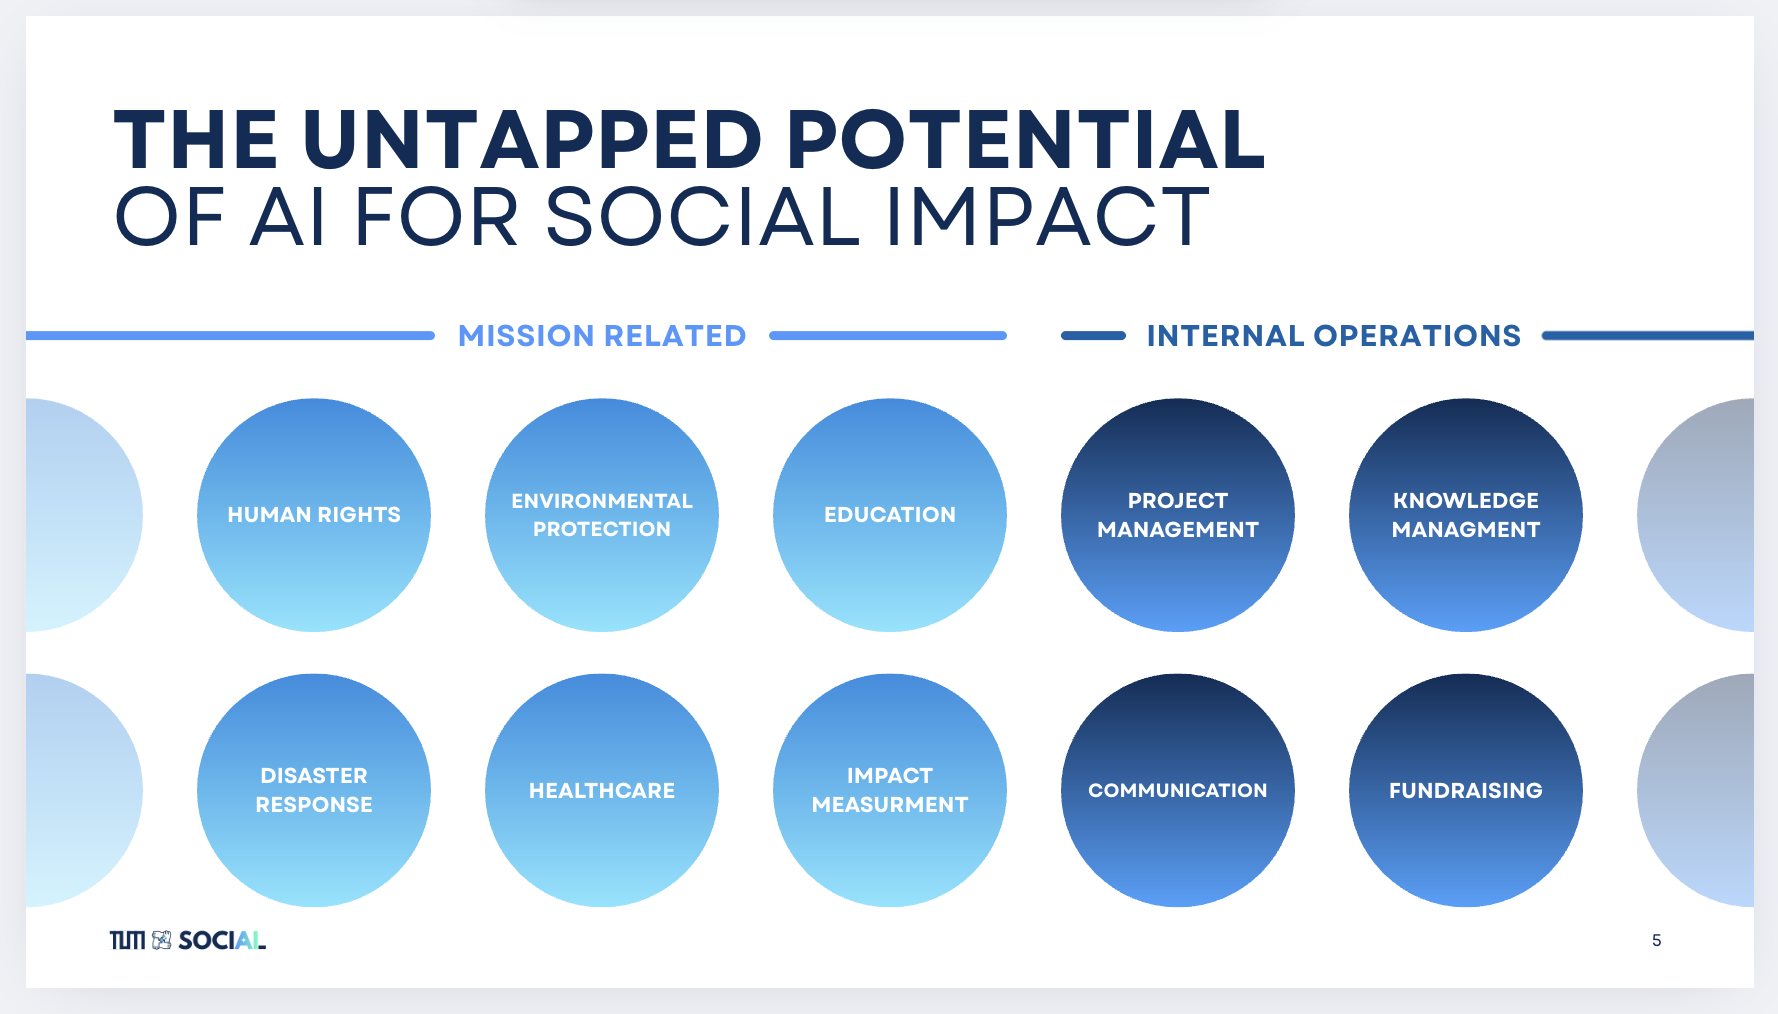 THE UNTAPPED POTENTIAL
OF AI FOR SOCIAL IMPACT
MISSION RELATED
INTERNAL OPERATIONS
HUMAN RIGHTS
ENVIRONMENTAL
PROTECTION
EDUCATION
PROJECT
MANAGEMENT
KNOWLEDGE
MANAGMENT
DISASTER
RESPONSE
HEALTHCARE
IMPACT
MEASURMENT
COMMUNICATION
FUNDRAISING
TUM SOCIAL
5